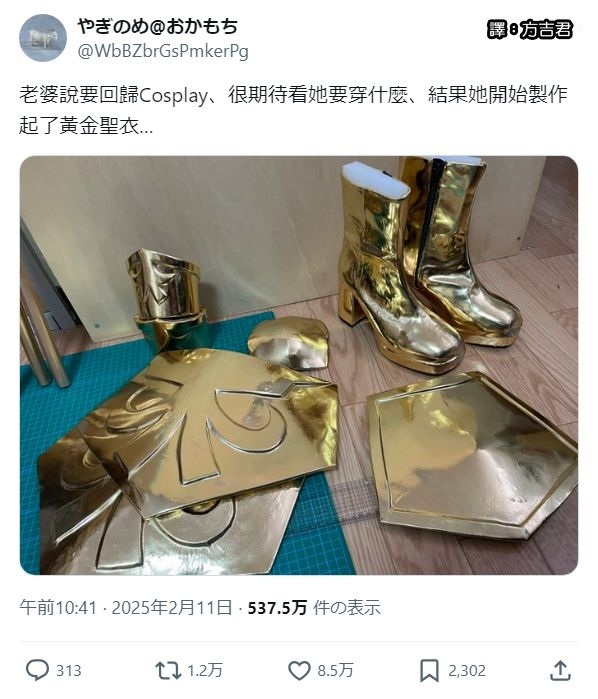 やぎのめ@おかもち
@WbBZbrGsPmkerPg
譯:方吉君
老婆說要回歸Cosplay、很期待看她要穿什麼、結果她開始製作
起了黃金聖衣...
午前10:41 · 2025年2月11日 · 537.5万 件の表示
313
1.2万
8.5万
2,302